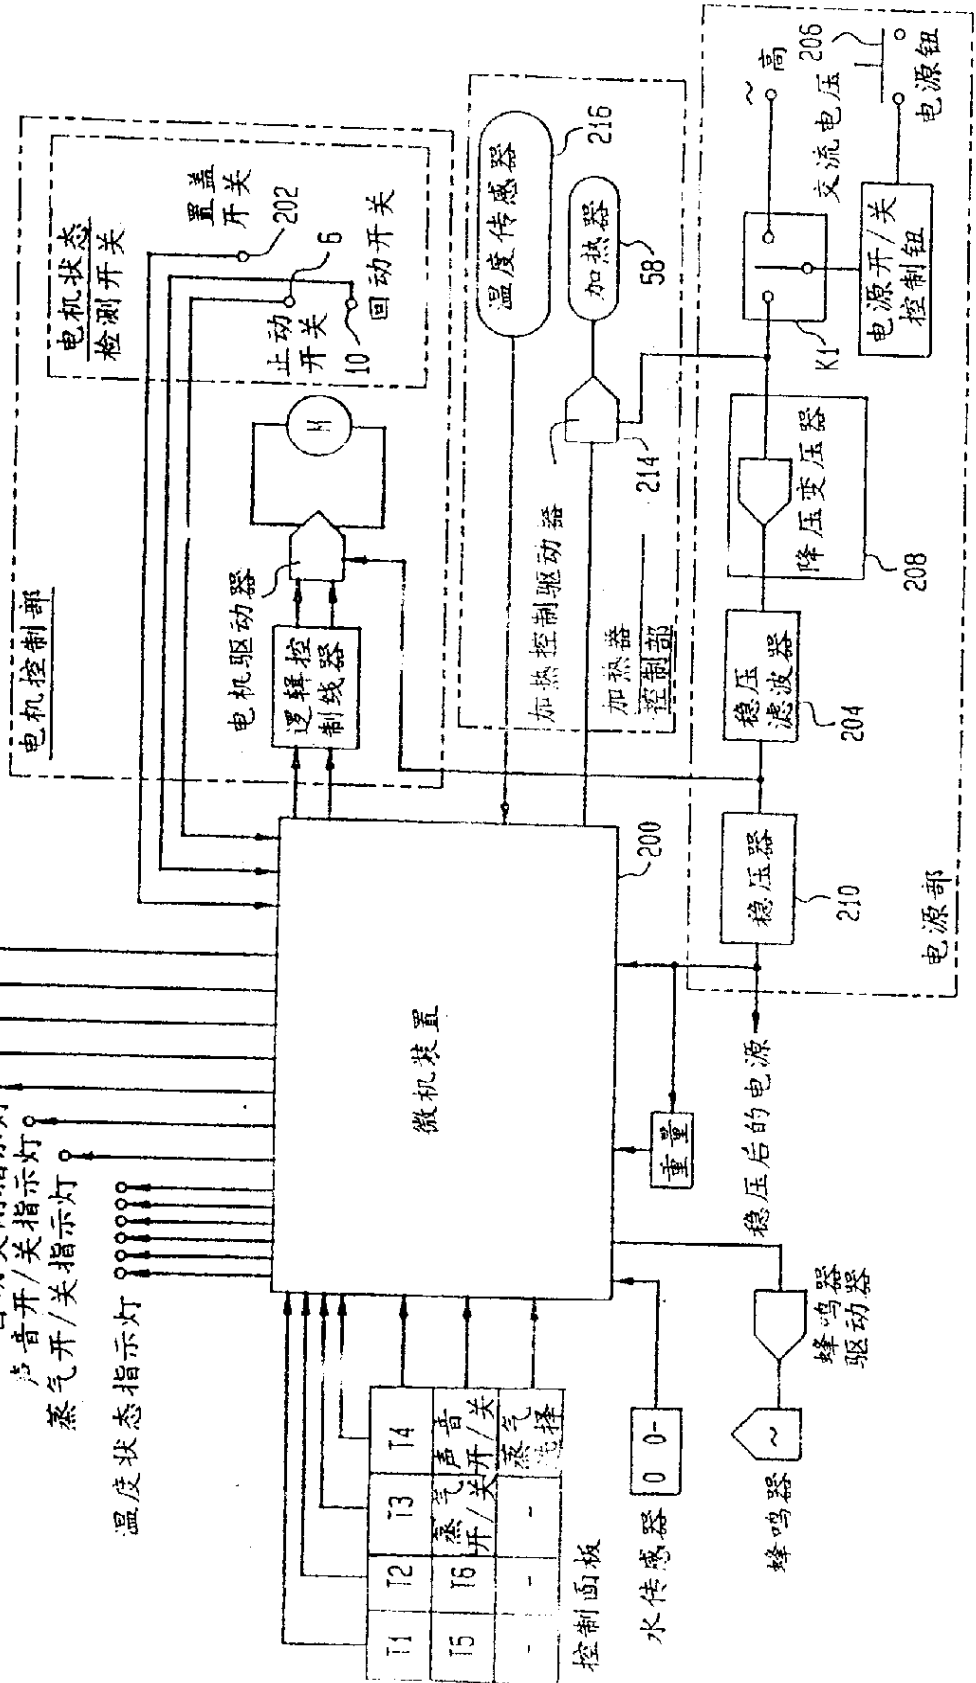 电机控制部
电机状态
检测开关
置盖
开关
202
止动
开关
6
10
回动开关
M
电机驱动器
逻辑控
制线器
温度传感器
216
加热器
58
加热控制驱动器
214
加热器
控制部
~
高
交流电压
206
电源钮
K1
电源开/关
控制钮
降压变压器
208
稳压
滤波器
204
稳压器
210
电源部
微机装置
200
重量
稳压后的电源
声音开/关指示灯
蒸气开/关指示灯
温度状态指示灯
T1
T2
T3
T4
T5
T6
蒸气
开/关
声音
开/关
-
-
-
蒸气
选择
控制面板
水传感器
0 0-
蜂鸣器
~
蜂鸣器
驱动器